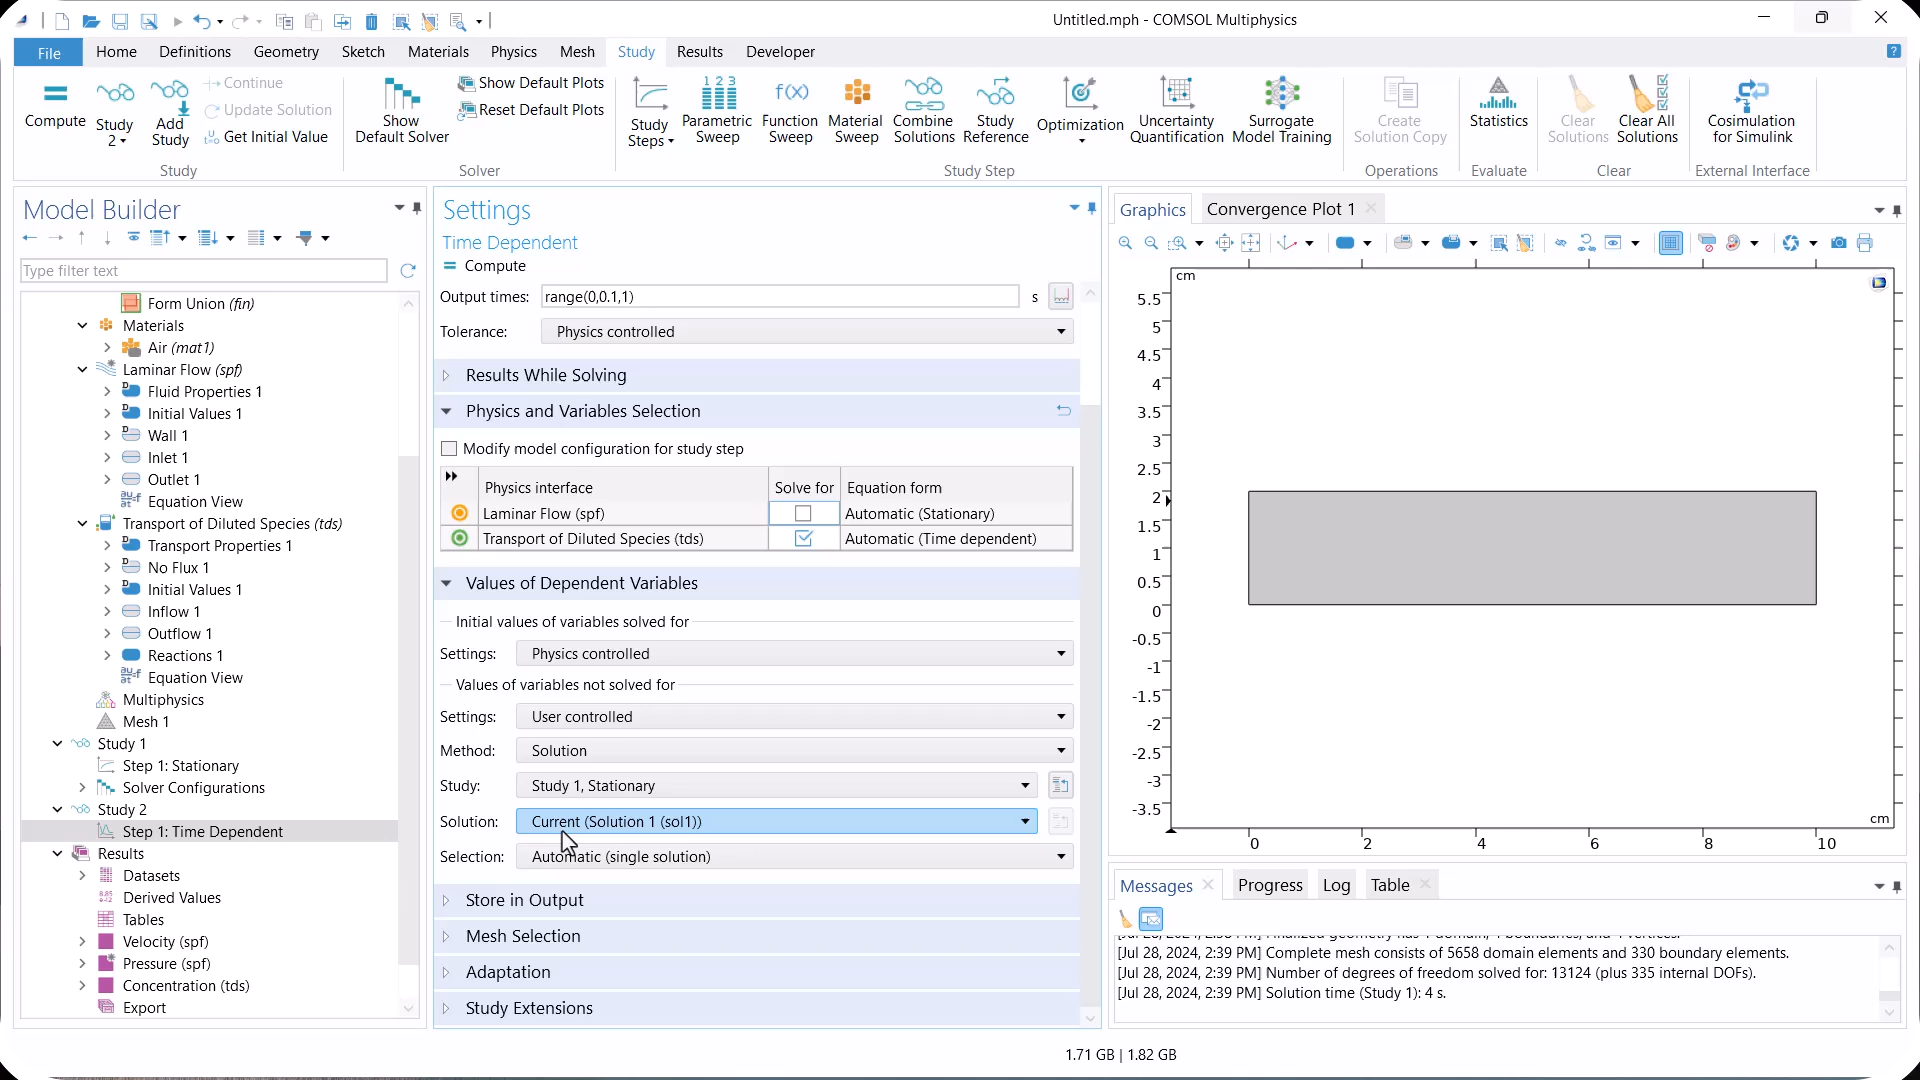 Untitled.mph - COMSOL Multiphysics
File Home Definitions Geometry Sketch Materials Physics Mesh Study Results Developer
Compute
Study 2
Add Study
Continue
Update Solution
Get Initial Value
Study
Show Default Solver
Show Default Plots
Reset Default Plots
Solver
Study Steps
1 2 3
Parametric Sweep
f(x)
Function Sweep
Material Sweep
Combine Solutions
Study Reference
Optimization
Uncertainty Quantification
Surrogate Model Training
Study Step
Create Solution Copy
Operations
Statistics
Evaluate
Clear Solutions
Clear All Solutions
Clear
Cosimulation for Simulink
External Interface
Model Builder
Type filter text
Form Union (fin)
Materials
Air (mat1)
Laminar Flow (spf)
Fluid Properties 1
Initial Values 1
Wall 1
Inlet 1
Outlet 1
Equation View
Transport of Diluted Species (tds)
Transport Properties 1
No Flux 1
Initial Values 1
Inflow 1
Outflow 1
Reactions 1
Equation View
Multiphysics
Mesh 1
Study 1
Step 1: Stationary
Solver Configurations
Study 2
Step 1: Time Dependent
Results
Datasets
Derived Values
Tables
Velocity (spf)
Pressure (spf)
Concentration (tds)
Export
Settings
Time Dependent
= Compute
Output times: range(0,0.1,1) s
Tolerance: Physics controlled
Results While Solving
Physics and Variables Selection
Modify model configuration for study step
Physics interface Solve for Equation form
Laminar Flow (spf) Automatic (Stationary)
Transport of Diluted Species (tds) Automatic (Time dependent)
Values of Dependent Variables
Initial values of variables solved for
Settings: Physics controlled
Values of variables not solved for
Settings: User controlled
Method: Solution
Study: Study 1, Stationary
Solution: Current (Solution 1 (sol1))
Selection: Automatic (single solution)
Store in Output
Mesh Selection
Adaptation
Study Extensions
Graphics Convergence Plot 1
cm
5.5
5
4.5
4
3.5
3
2.5
2
1.5
1
0.5
0
-0.5
-1
-1.5
-2
-2.5
-3
-3.5
cm
0 2 4 6 8 10
Messages Progress Log Table
[Jul 28, 2024, 2:39 PM] Complete mesh consists of 5658 domain elements and 330 boundary elements.
[Jul 28, 2024, 2:39 PM] Number of degrees of freedom solved for: 13124 (plus 335 internal DOFs).
[Jul 28, 2024, 2:39 PM] Solution time (Study 1): 4 s.
1.71 GB | 1.82 GB